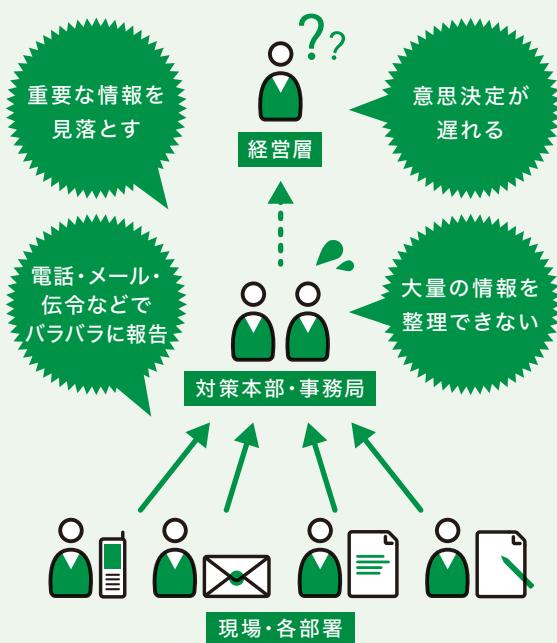 ??
重要な情報を
見落とす
意思決定が
遅れる
経営層
電話・メール・
伝令などで
バラバラに報告
大量の情報を
整理できない
対策本部・事務局
現場・各部署